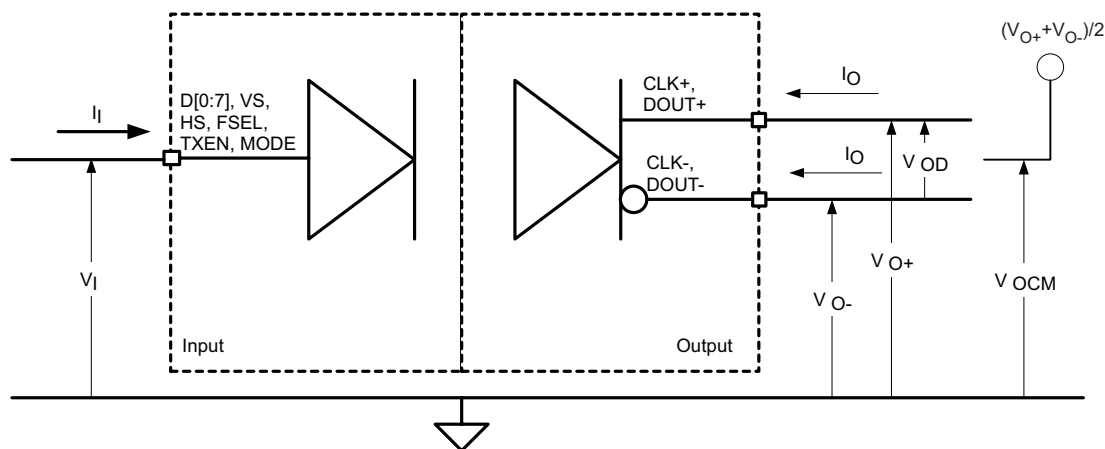 (VO++VO-)/2
II
D[0:7], VS,
HS, FSEL,
TXEN, MODE
CLK+,
DOUT+
IO
CLK-,
DOUT-
IO
VOD
VI
VO+
VO-
VOCM
Input
Output